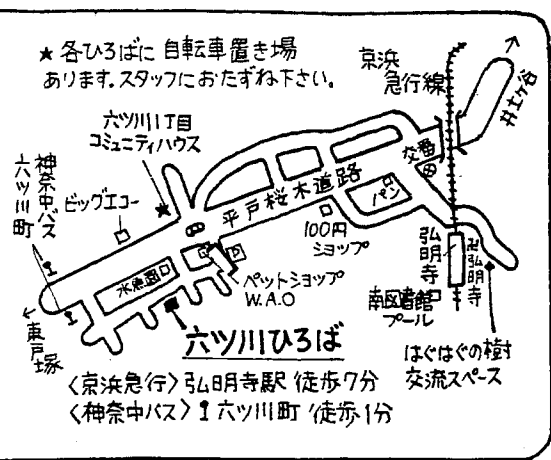 ★各ひろばに自転車置き場
あります。スタッフにおたずね下さい。
京浜
急行線
井土ヶ谷
六ツ川1丁目
コミュニティハウス
神奈中バス
六ツ川町
ビッグエコー
平戸桜木道路
交番
パン
100円
ショップ
水道路
P
ペットショップ
W.A.O
弘明寺
卍弘明寺
南図書館
プール
←東戸塚
六ツ川ひろば
はぐはぐの樹
交流スペース
〈京浜急行〉弘明寺駅 徒歩7分
〈神奈中バス〉六ツ川町 徒歩1分